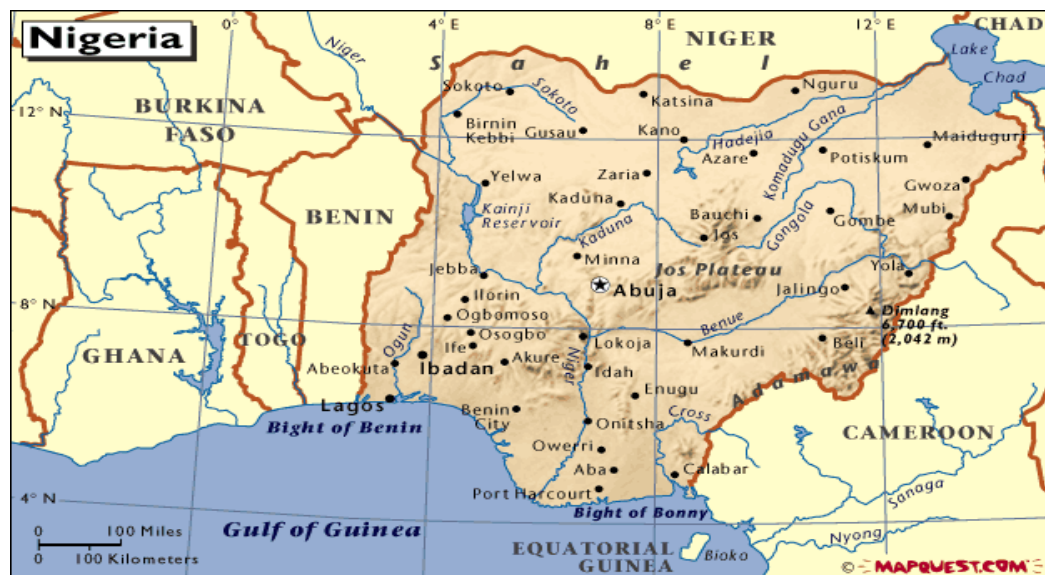 Nigeria
0°
4° E
8° E
12° E
CHAD
NIGER
Niger
Lake
Chad
S a h e l
Sokoto
Sokoto
Katsina
Nguru
BURKINA
FASO
12° N
Birnin
Kebbi
Gusau
Kano
Hadejia
Komadugu Gana
Maiduguri
Azare
Potiskum
Yelwa
Zaria
Gwoza
Kaduna
BENIN
Kainji
Reservoir
Kaduna
Bauchi
Jos
Gongola
Gombe
Mubi
Minna
Jebba
Jos Plateau
Yola
Abuja
Jalingo
8° N
Ilorin
Ogbomoso
Osogbo
Ogun
Ife
Benue
Dimlang
6,700 ft.
(2,042 m)
GHANA
TOGO
Lokoja
Makurdi
Beli
Abeokuta
Ibadan
Akure
Niger
Idah
Adamawa
Lagos
Enugu
Bight of Benin
Benin
City
Onitsha
Cross
CAMEROON
Owerri
Aba
Calabar
Port Harcourt
Sanaga
4° N
Bight of Bonny
0 100 Miles
0 100 Kilometers
Gulf of Guinea
Nyong
EQUATORIAL
GUINEA
Bioko
© MAPQUEST.COM™